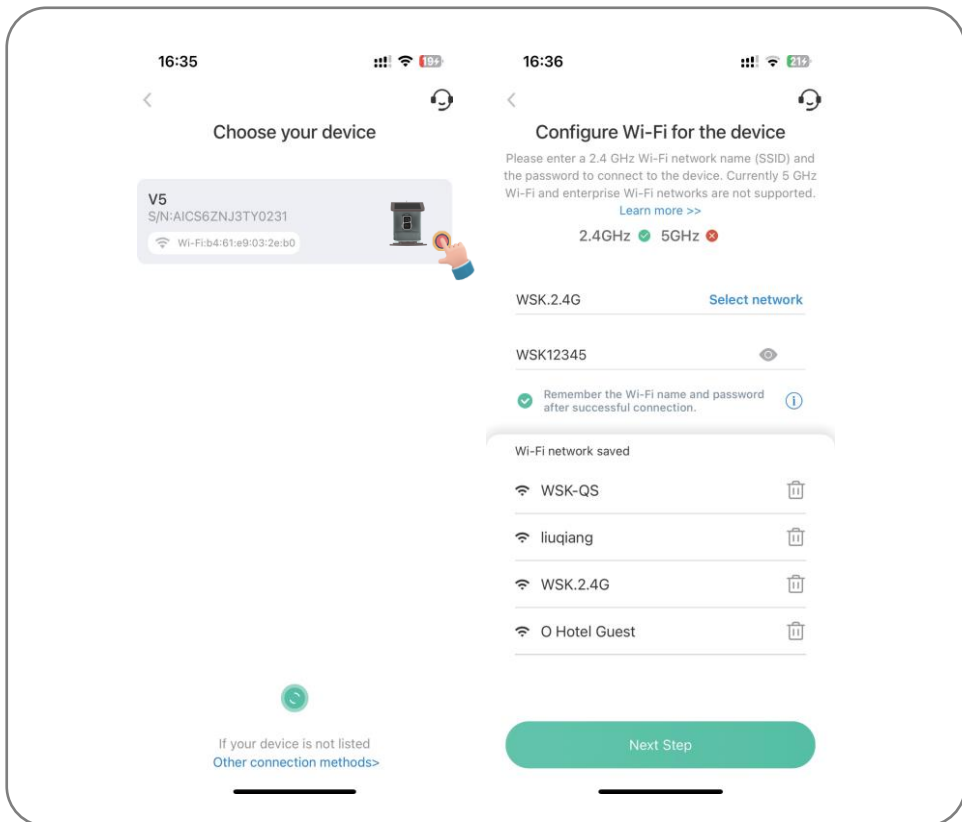 16:35
19
Choose your device
V5
S/N:AICS6ZNJ3TY0231
Wi-Fi:b4:61:e9:03:2e:b0
If your device is not listed
Other connection methods>
16:36
21
Configure Wi-Fi for the device
Please enter a 2.4 GHz Wi-Fi network name (SSID) and
the password to connect to the device. Currently 5 GHz
Wi-Fi and enterprise Wi-Fi networks are not supported.
Learn more >>
2.4GHz 5GHz
WSK.2.4G Select network
WSK12345
Remember the Wi-Fi name and password
after successful connection.
Wi-Fi network saved
WSK-QS
liuqiang
WSK.2.4G
O Hotel Guest
Next Step